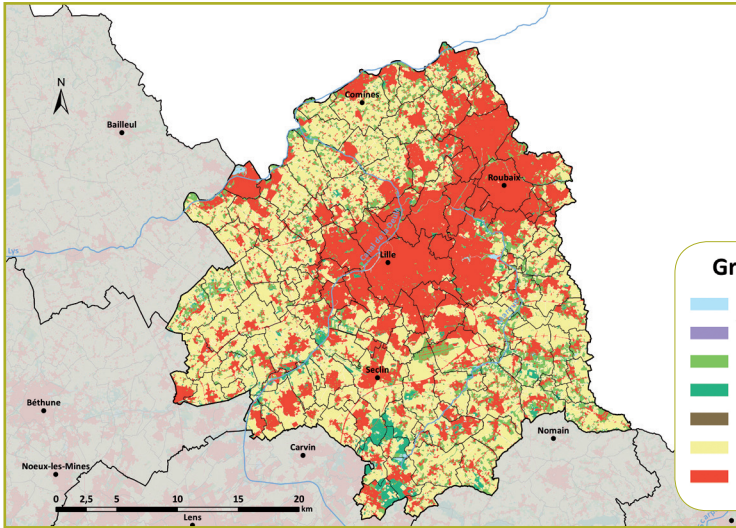 N
Bailleul
Comines
Roubaix
Lys
Lille
Gr
Seclin
Béthune
Nomain
Carvin
Noeux-les-Mines
0 2,5 5 10 15 20
km
Lens